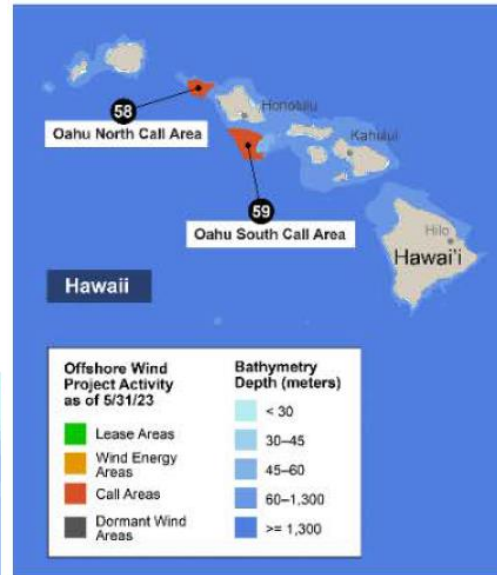 58
Oahu North Call Area
Honolulu
Kahului
59
Oahu South Call Area
Hilo
Hawai'i
Hawaii
Offshore Wind
Project Activity
as of 5/31/23
Lease Areas
Wind Energy
Areas
Call Areas
Dormant Wind
Areas
Bathymetry
Depth (meters)
< 30
30–45
45–60
60–1,300
>= 1,300